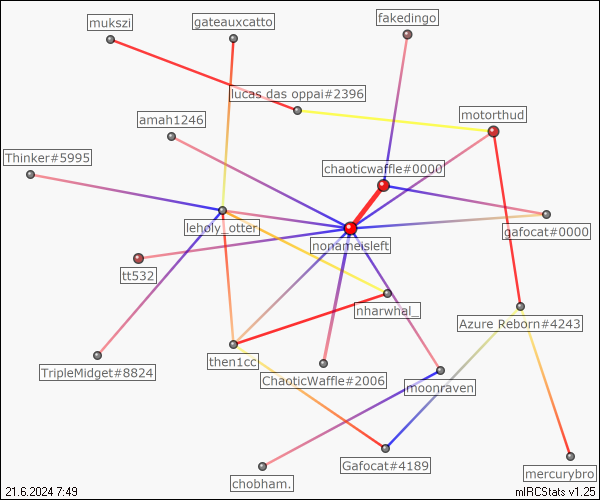 mukszi
gateauxcatto
fakedingo
lucas das oppai#2396
amah1246
motorthud
Thinker#5995
chaoticwaffle#0000
leholy_otter
gafocat#0000
nonameisleft
tt532
nharwhal_
Azure Reborn#4243
then1cc
TripleMidget#8824
ChaoticWaffle#2006
moonraven
Gafocat#4189
chobham.
mercurybro
21.6.2024 7:49
mIRCStats v1.25